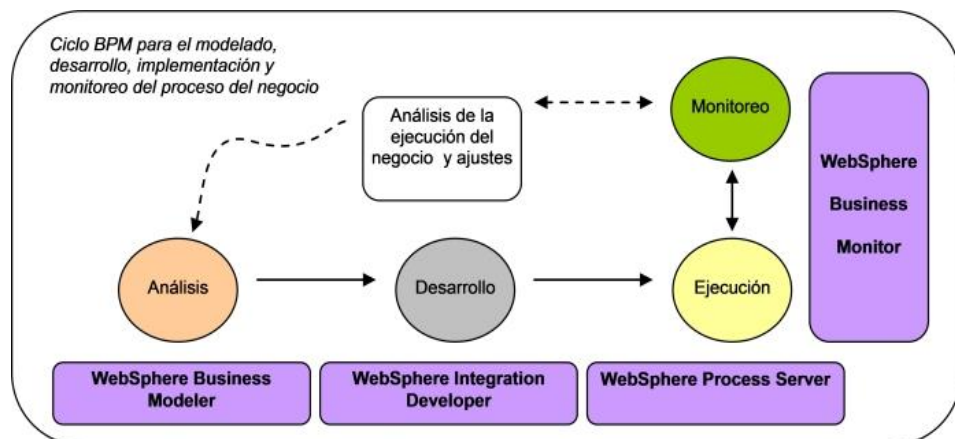 Ciclo BPM para el modelado,
desarrollo, implementación y
monitoreo del proceso del negocio
Análisis de la
ejecución del
negocio y ajustes
Monitoreo
WebSphere
Business
Monitor
Análisis
Desarrollo
Ejecución
WebSphere Business
Modeler
WebSphere Integration
Developer
WebSphere Process Server